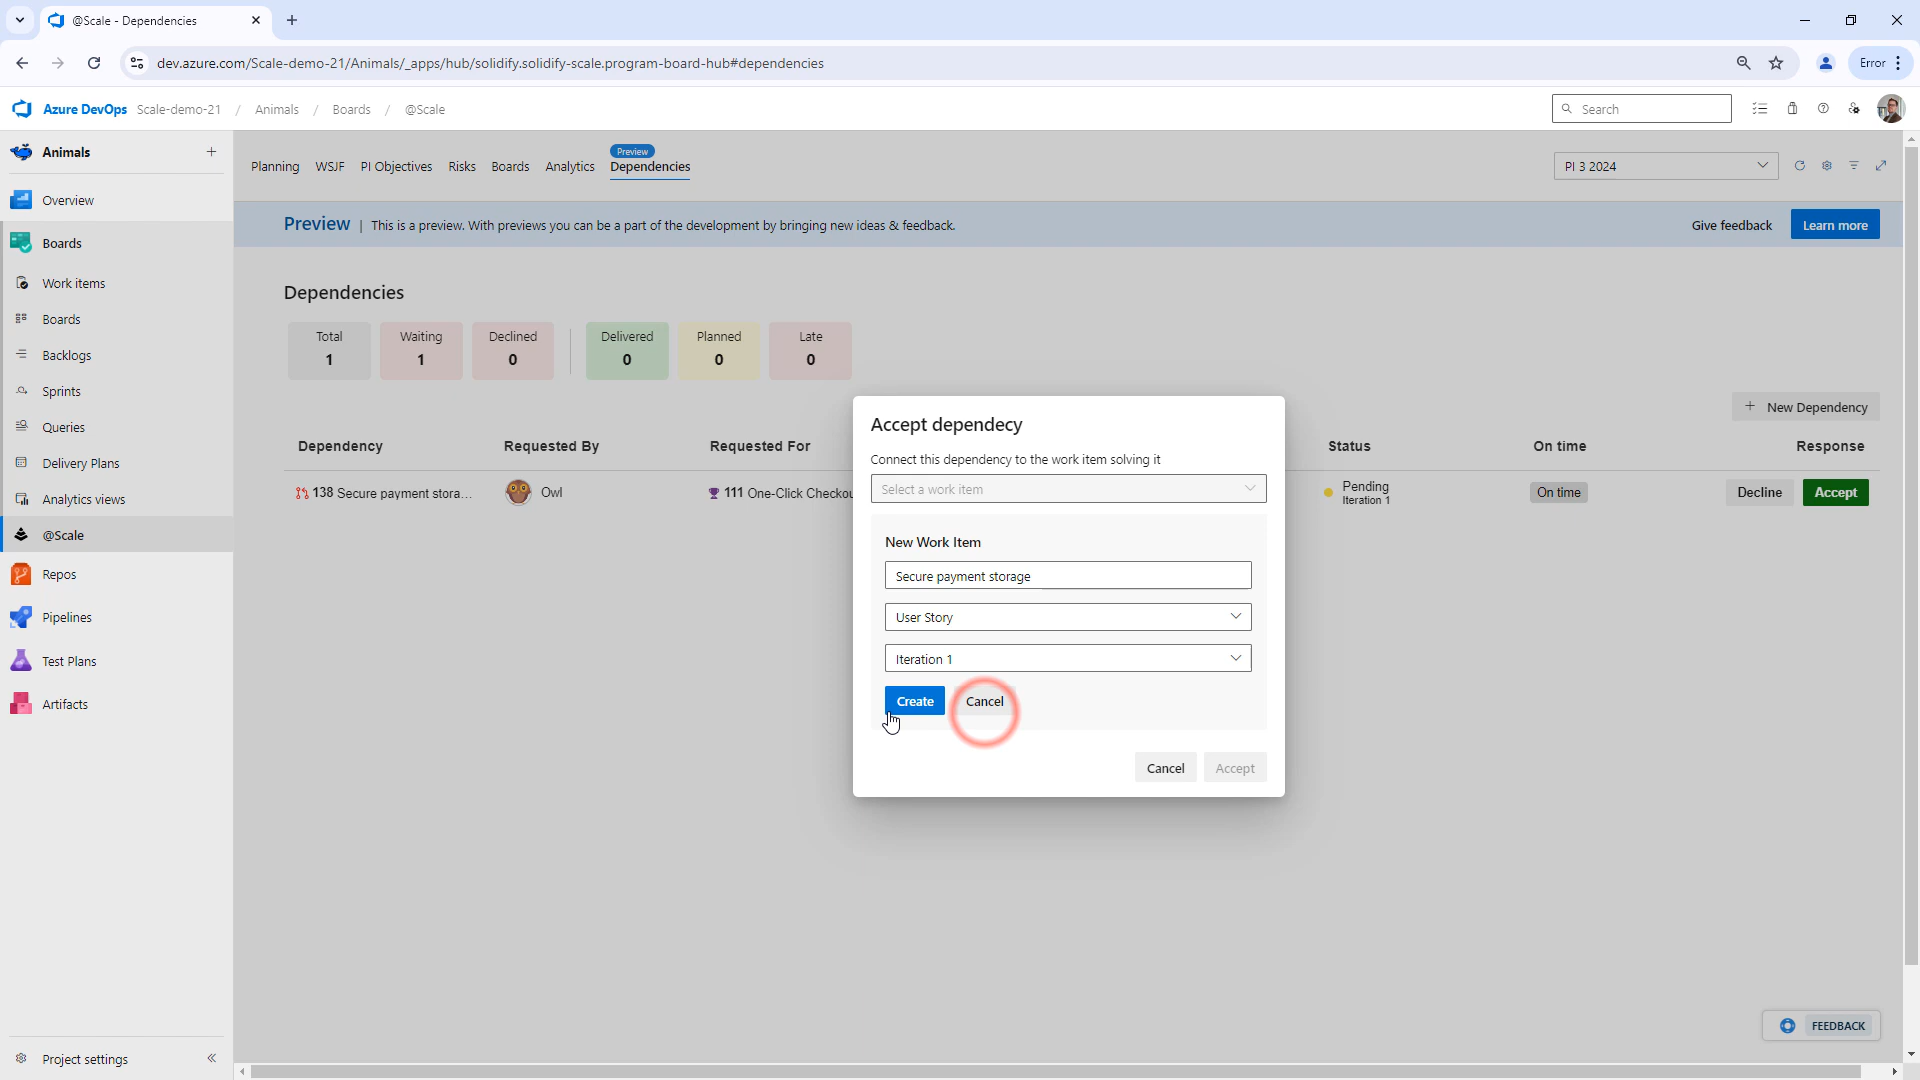 @Scale - Dependencies
dev.azure.com/Scale-demo-21/Animals/_apps/hub/solidify.solidify-scale.program-board-hub#dependencies
Error
Azure DevOps Scale-demo-21 / Animals / Boards / @Scale
Search
Animals
Overview
Boards
Work items
Boards
Backlogs
Sprints
Queries
Delivery Plans
Analytics views
@Scale
Repos
Pipelines
Test Plans
Artifacts
Project settings
Preview
Planning WSJF PI Objectives Risks Boards Analytics Dependencies
PI 3 2024
Preview | This is a preview. With previews you can be a part of the development by bringing new ideas & feedback.
Give feedback Learn more
Dependencies
Total Waiting Declined Delivered Planned Late
1 1 0 0 0 0
+ New Dependency
Dependency Requested By Requested For Status On time Response
138 Secure payment stora... Owl 111 One-Click Checkou Pending On time Decline Accept
Iteration 1
Accept dependecy
Connect this dependency to the work item solving it
Select a work item
New Work Item
Secure payment storage
User Story
Iteration 1
Create Cancel
Cancel Accept
FEEDBACK